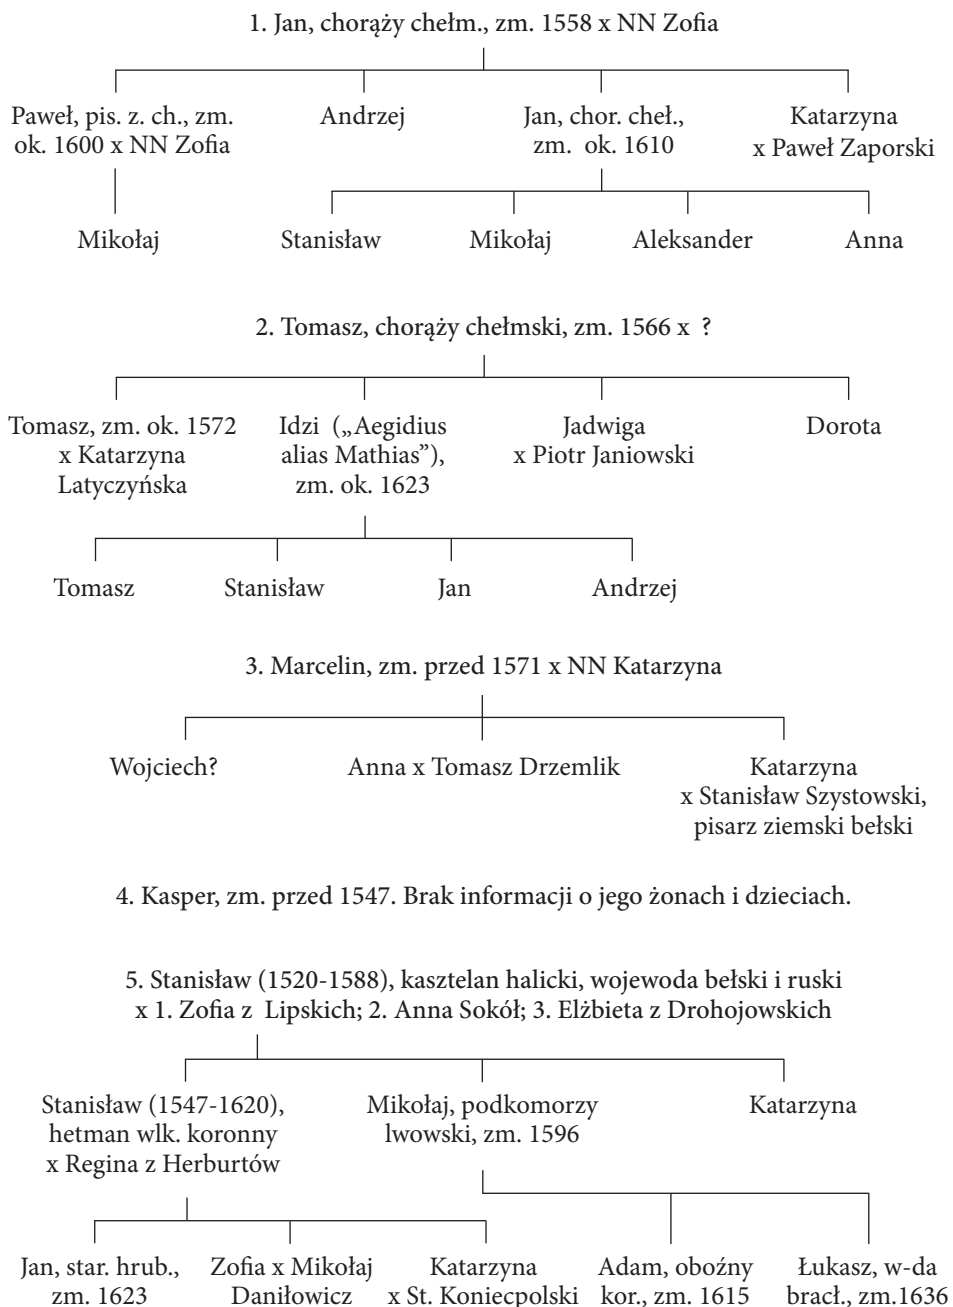 1. Jan, chorąży chełm., zm. 1558 x NN Zofia
Paweł, pis. z. ch., zm.
ok. 1600 x NN Zofia
Andrzej
Jan, chor. cheł.,
zm. ok. 1610
Katarzyna
x Paweł Zaporski
Mikołaj
Stanisław
Mikołaj
Aleksander
Anna
2. Tomasz, chorąży chełmski, zm. 1566 x ?
Tomasz, zm. ok. 1572
x Katarzyna
Latyczyńska
Idzi („Aegidius
alias Mathias”),
zm. ok. 1623
Jadwiga
x Piotr Janiowski
Dorota
Tomasz
Stanisław
Jan
Andrzej
3. Marcelin, zm. przed 1571 x NN Katarzyna
Wojciech?
Anna x Tomasz Drzemlik
Katarzyna
x Stanisław Szystowski,
pisarz ziemski bełski
4. Kasper, zm. przed 1547. Brak informacji o jego żonach i dzieciach.
5. Stanisław (1520-1588), kasztelan halicki, wojewoda bełski i ruski
x 1. Zofia z Lipskich; 2. Anna Sokół; 3. Elżbieta z Drohojowskich
Stanisław (1547-1620),
hetman wlk. koronny
x Regina z Herburtów
Mikołaj, podkomorzy
lwowski, zm. 1596
Katarzyna
Jan, star. hrub.,
zm. 1623
Zofia x Mikołaj
Daniłowicz
Katarzyna
x St. Koniecpolski
Adam, oboźny
kor., zm. 1615
Łukasz, w-da
bracł., zm.1636